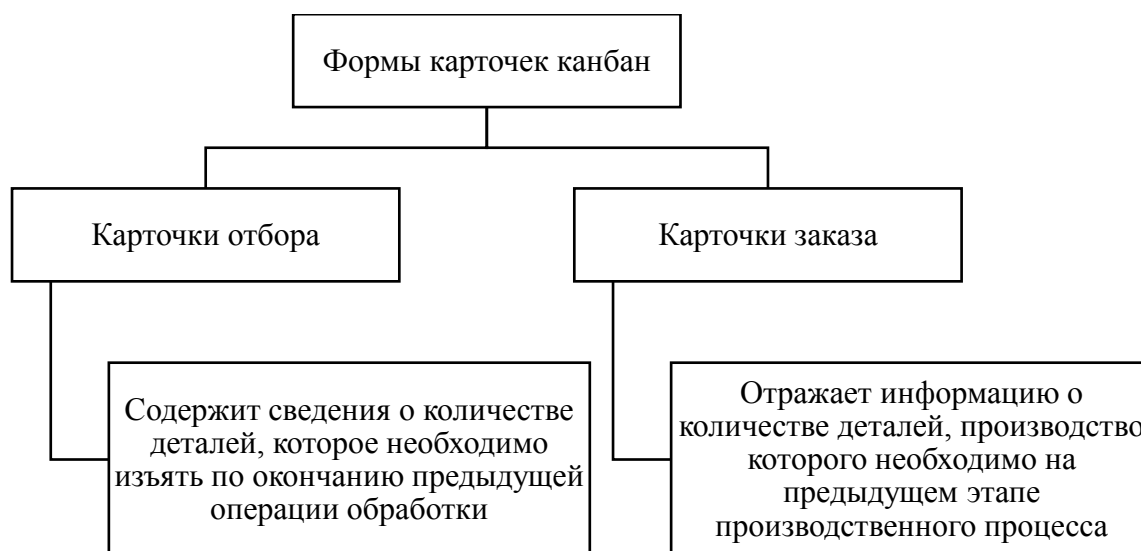 Формы карточек канбан
Карточки отбора
Карточки заказа
Содержит сведения о количестве
деталей, которое необходимо
изъять по окончанию предыдущей
операции обработки
Отражает информацию о
количестве деталей, производство
которого необходимо на
предыдущем этапе
производственного процесса